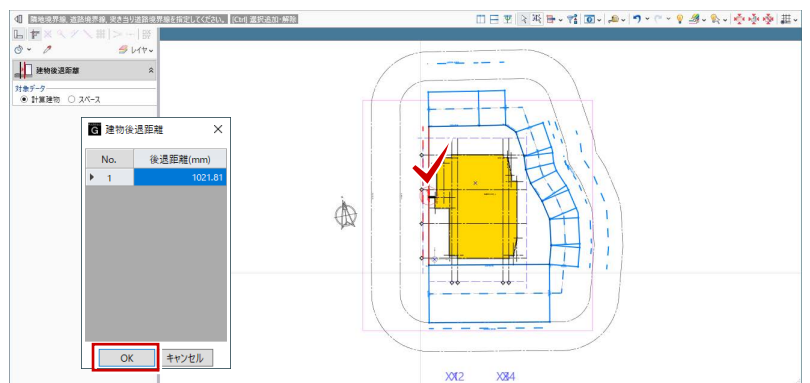 隣地境界線、道路境界線、突き当り道路境界線を指定してください。 [Ctrl] 選択追加・解除
レイヤ
建物後退距離
対象データ
計算建物 スペース
G 建物後退距離
No. 後退距離(mm)
1 1021.81
OK キャンセル